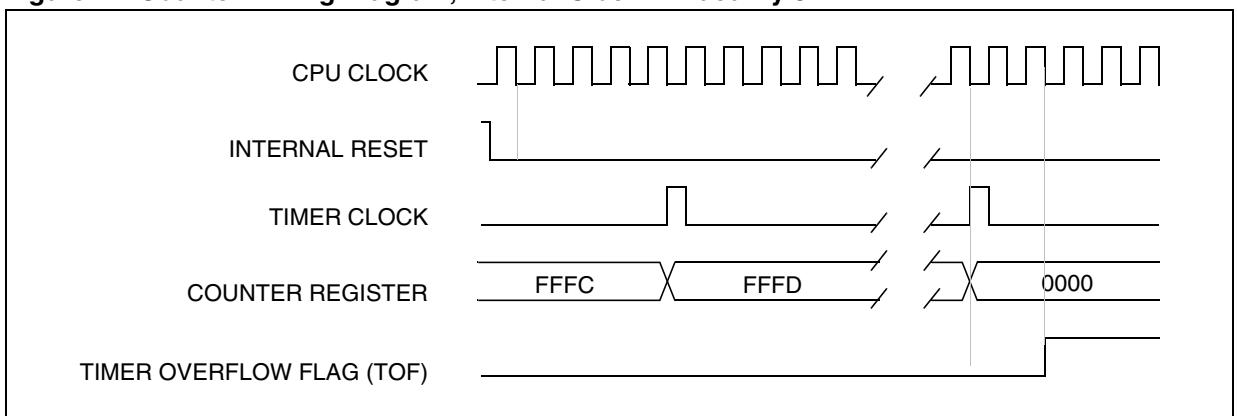 CPU CLOCK
INTERNAL RESET
TIMER CLOCK
COUNTER REGISTER FFFC FFFD 0000
TIMER OVERFLOW FLAG (TOF)